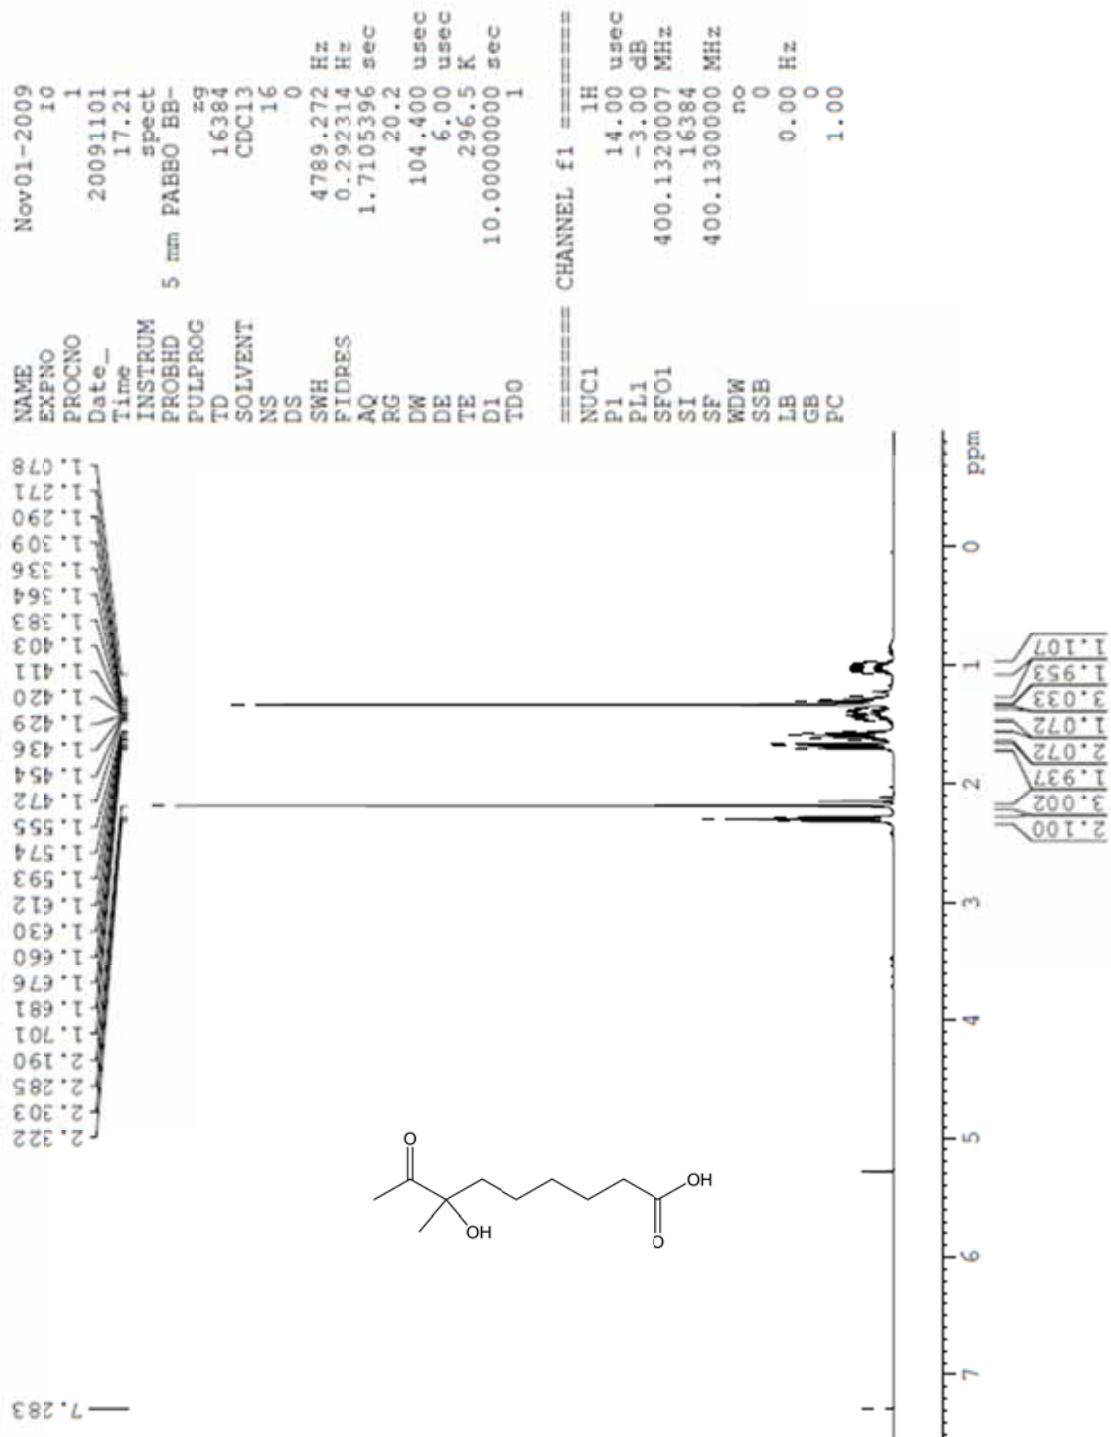 NAME Nov01-2009
EXPNO 10
PROCNO 1
Date_ 20091101
Time 17.21
INSTRUM spect
PROBHD 5 mm PABBO BB-
PULPROG zg
TD 16384
SOLVENT CDCl3
NS 16
DS 0
SWH 4789.272 Hz
FIDRES 0.292314 Hz
AQ 1.7105396 sec
RG 20.2
DW 104.400 usec
DE 6.00 usec
TE 296.5 K
D1 10.00000000 sec
TD0 1
======== CHANNEL f1 ========
NUC1 1H
P1 14.00 usec
PL1 -3.00 dB
SFO1 400.1320007 MHz
SI 16384
SF 400.1300000 MHz
WDW no
SSB 0
LB 0.00 Hz
GB 0
PC 1.00
1.078
1.271
1.290
1.309
1.336
1.364
1.383
1.403
1.411
1.420
1.429
1.436
1.454
1.472
1.555
1.574
1.593
1.612
1.630
1.660
1.676
1.681
1.701
2.190
2.285
2.303
2.322
7.283
O
OH
OH
O
7 6 5 4 3 2 1 0 ppm
1.107
1.953
3.033
1.072
2.072
1.937
3.002
2.100